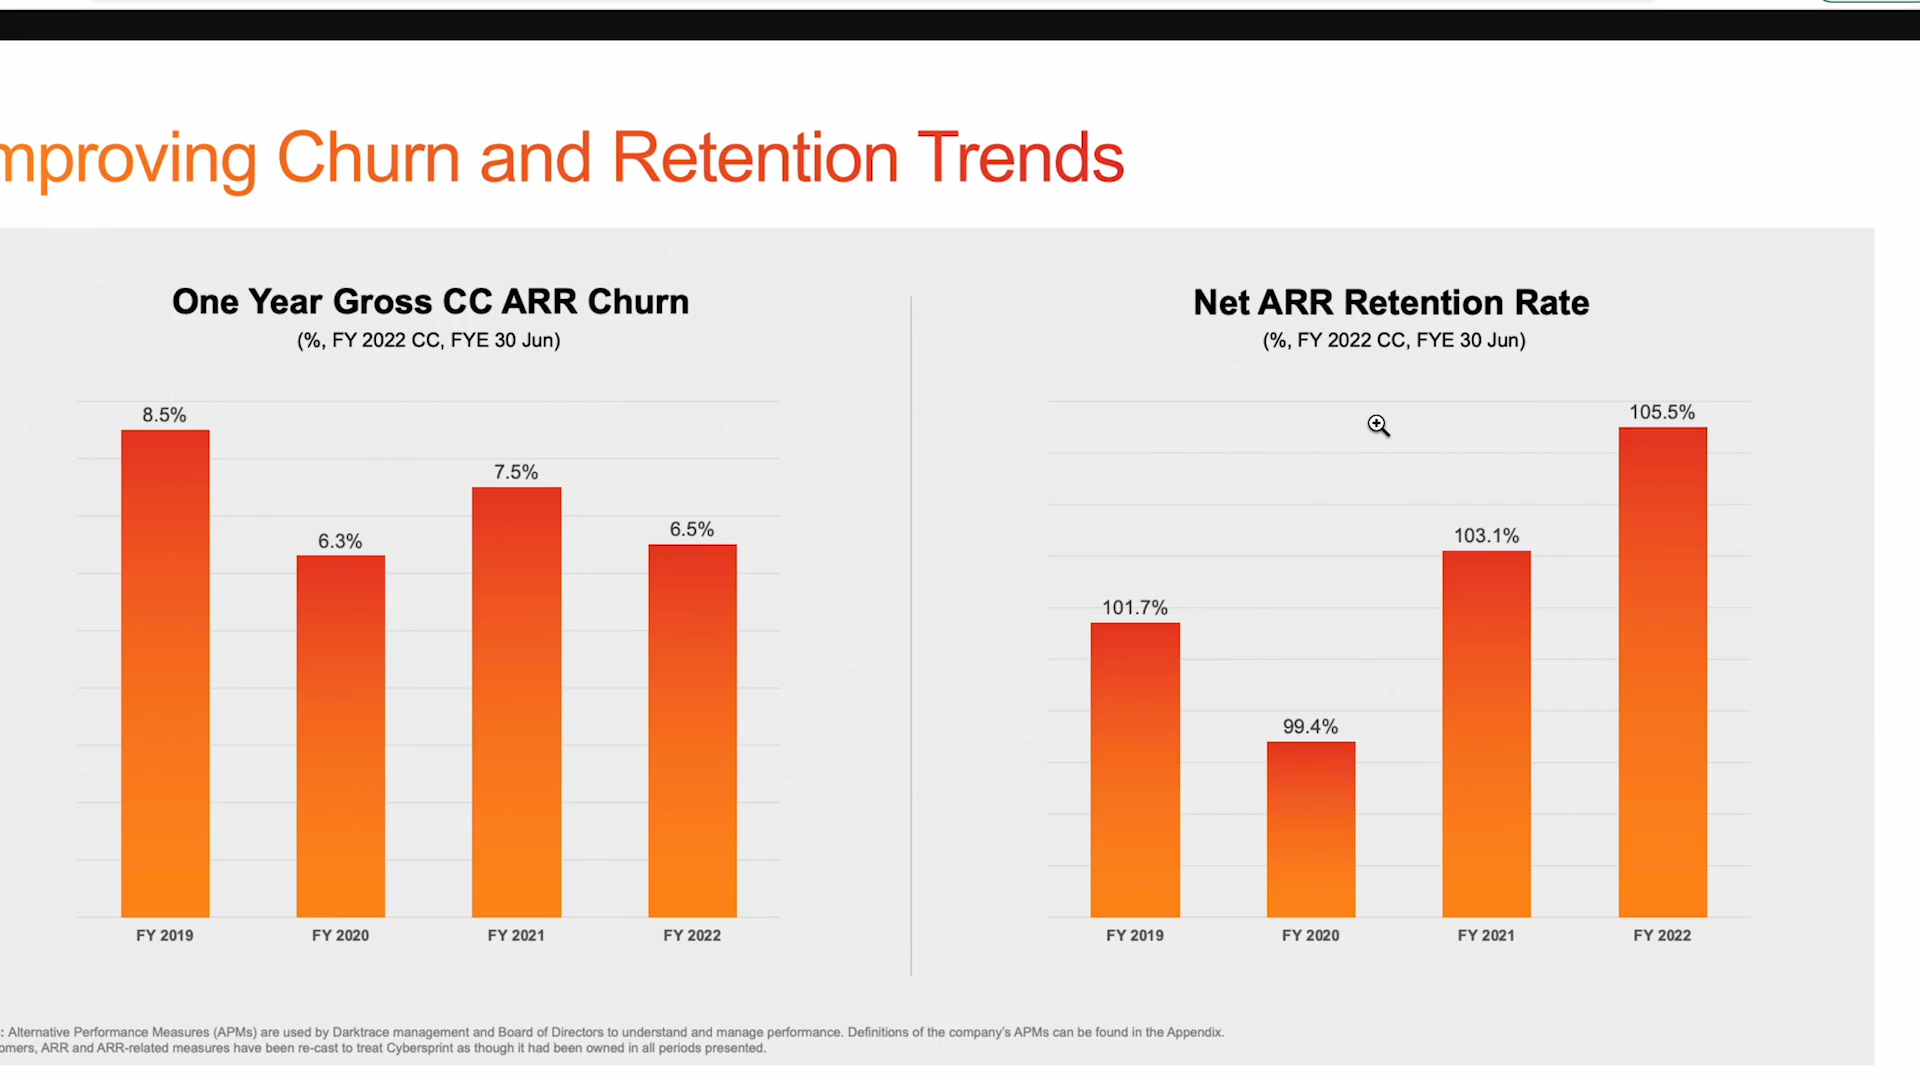 mproving Churn and Retention Trends
One Year Gross CC ARR Churn
(%, FY 2022 CC, FYE 30 Jun)
8.5%
6.3%
7.5%
6.5%
FY 2019
FY 2020
FY 2021
FY 2022
Net ARR Retention Rate
(%, FY 2022 CC, FYE 30 Jun)
101.7%
99.4%
103.1%
105.5%
FY 2019
FY 2020
FY 2021
FY 2022
: Alternative Performance Measures (APMs) are used by Darktrace management and Board of Directors to understand and manage performance. Definitions of the company's APMs can be found in the Appendix.
omers, ARR and ARR-related measures have been re-cast to treat Cybersprint as though it had been owned in all periods presented.